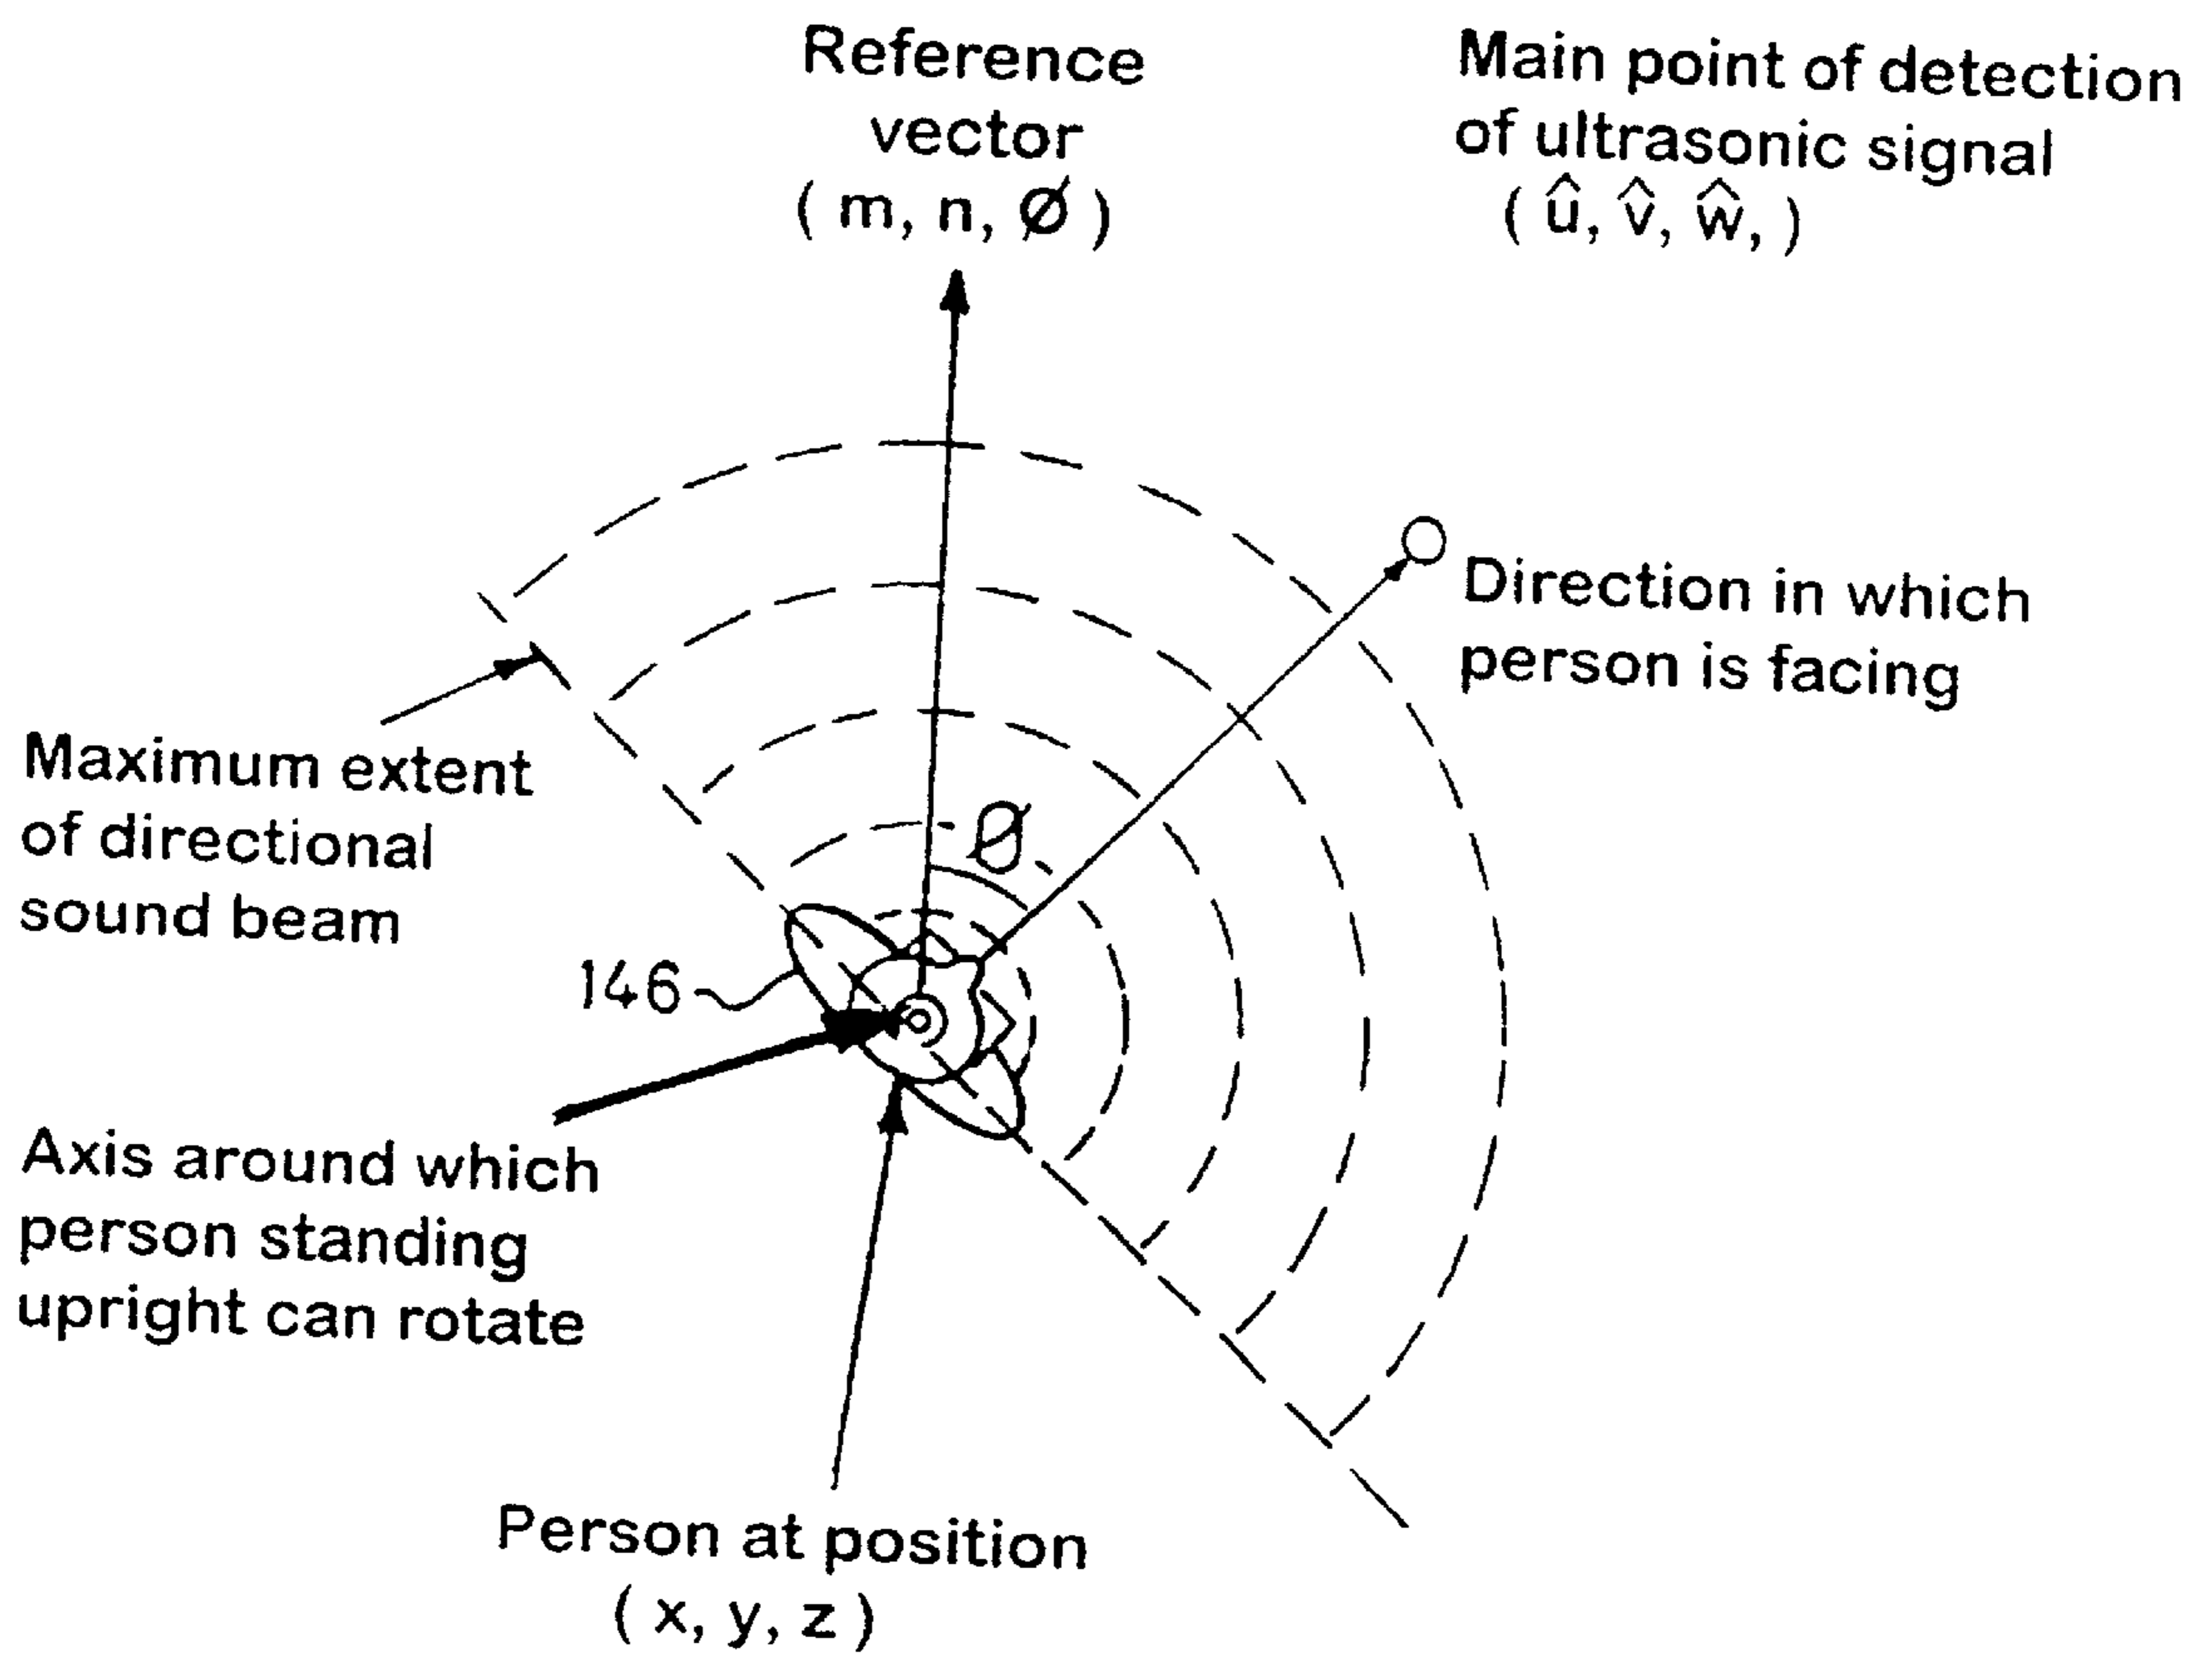 Reference
vector
( m, n, Ø )
Main point of detection
of ultrasonic signal
( û, v̂, ŵ, )
Direction in which
person is facing
Maximum extent
of directional
sound beam
Ø
146
Axis around which
person standing
upright can rotate
Person at position
( x, y, z )